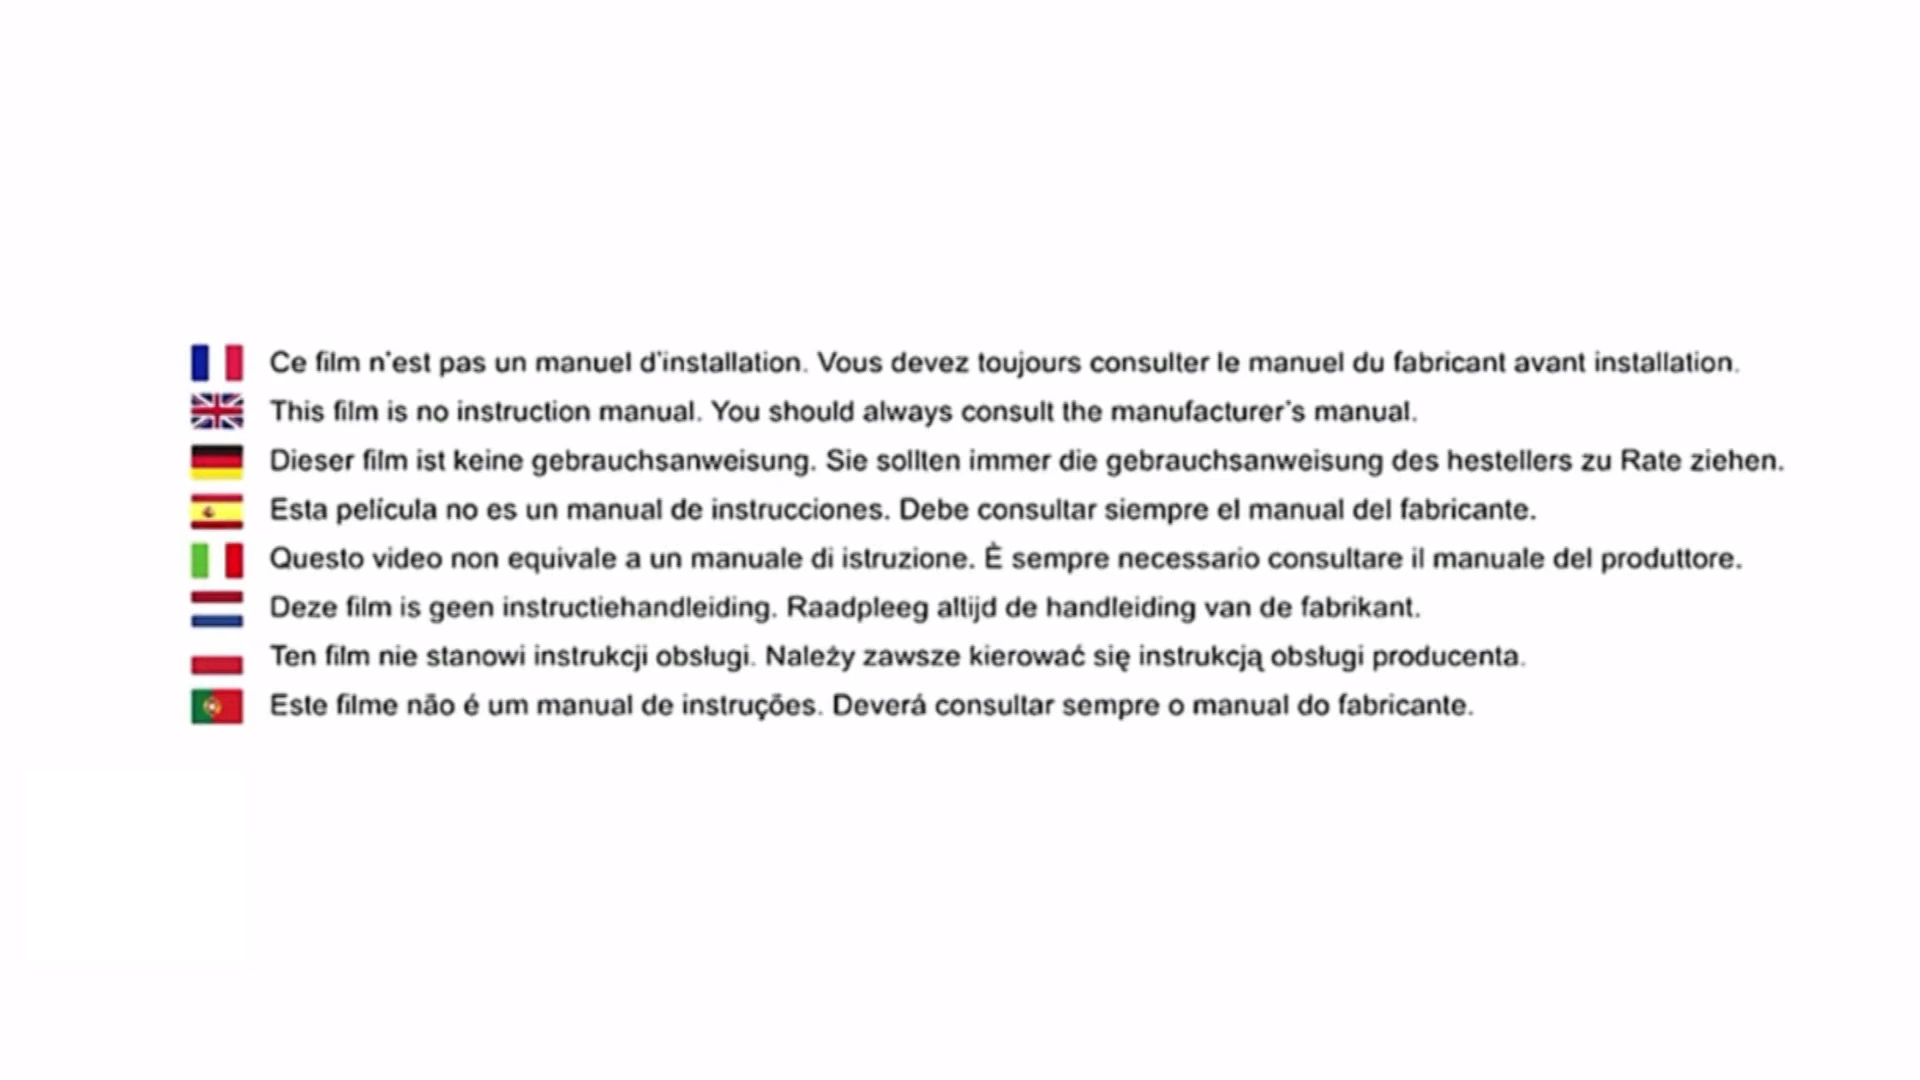 Ce film n'est pas un manuel d'installation. Vous devez toujours consulter le manuel du fabricant avant installation.
This film is no instruction manual. You should always consult the manufacturer's manual.
Dieser film ist keine gebrauchsanweisung. Sie sollten immer die gebrauchsanweisung des hestellers zu Rate ziehen.
Esta película no es un manual de instrucciones. Debe consultar siempre el manual del fabricante.
Questo video non equivale a un manuale di istruzione. È sempre necessario consultare il manuale del produttore.
Deze film is geen instructiehandleiding. Raadpleeg altijd de handleiding van de fabrikant.
Ten film nie stanowi instrukcji obsługi. Należy zawsze kierować się instrukcją obsługi producenta.
Este filme não é um manual de instruções. Deverá consultar sempre o manual do fabricante.